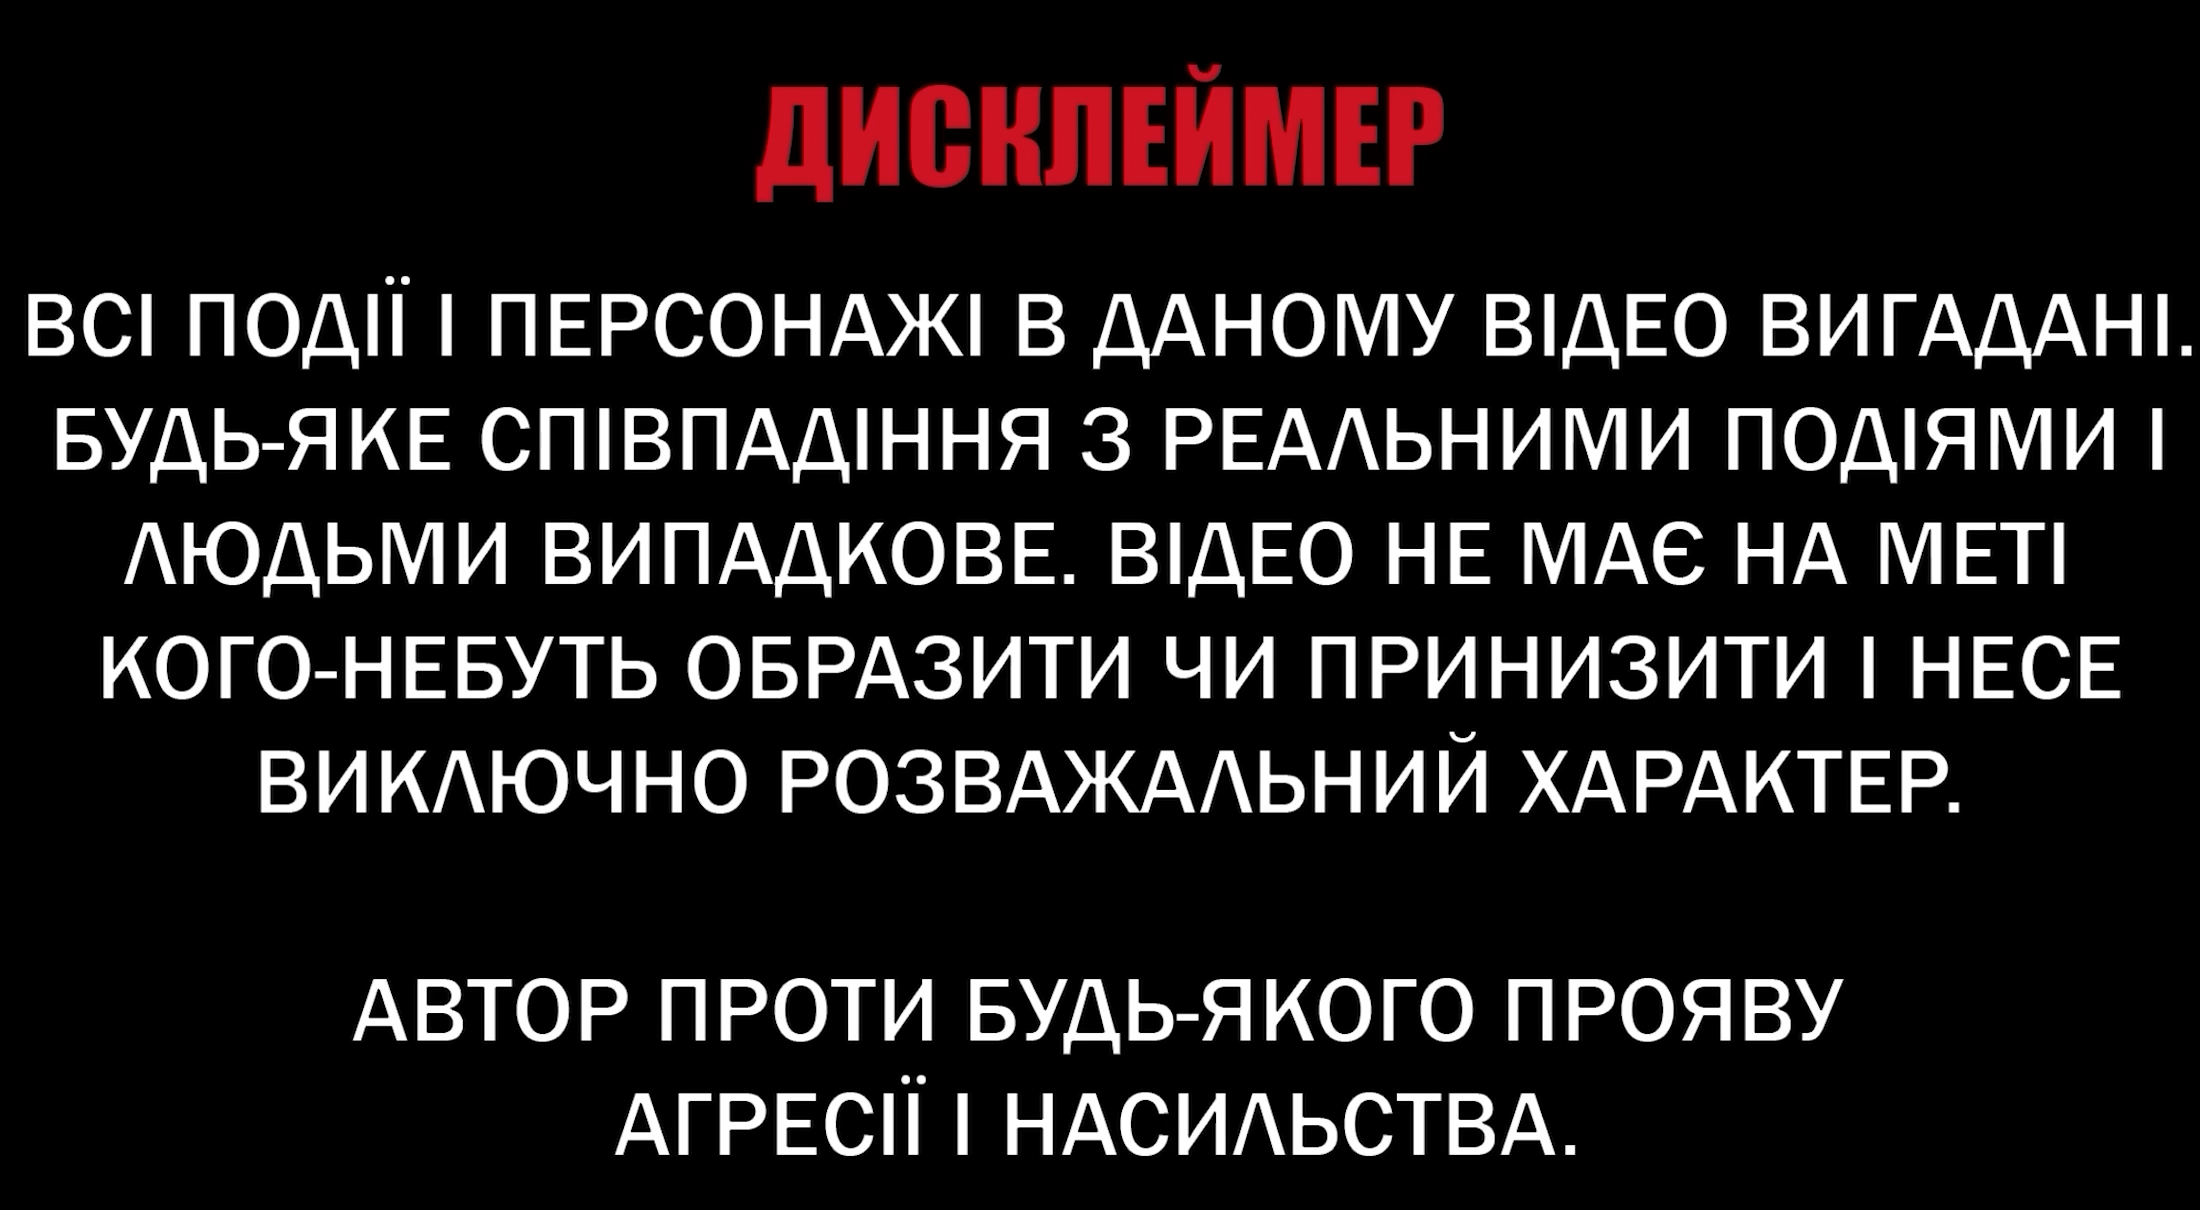 ДИСКЛЕЙМЕР
ВСІ ПОДІЇ І ПЕРСОНАЖІ В ДАНОМУ ВІДЕО ВИГАДАНІ.
БУДЬ-ЯКЕ СПІВПАДІННЯ З РЕАЛЬНИМИ ПОДІЯМИ І
ЛЮДЬМИ ВИПАДКОВЕ. ВІДЕО НЕ МАЄ НА МЕТІ
КОГО-НЕБУТЬ ОБРАЗИТИ ЧИ ПРИНИЗИТИ І НЕСЕ
ВИКЛЮЧНО РОЗВАЖАЛЬНИЙ ХАРАКТЕР.
АВТОР ПРОТИ БУДЬ-ЯКОГО ПРОЯВУ
АГРЕСІЇ І НАСИЛЬСТВА.